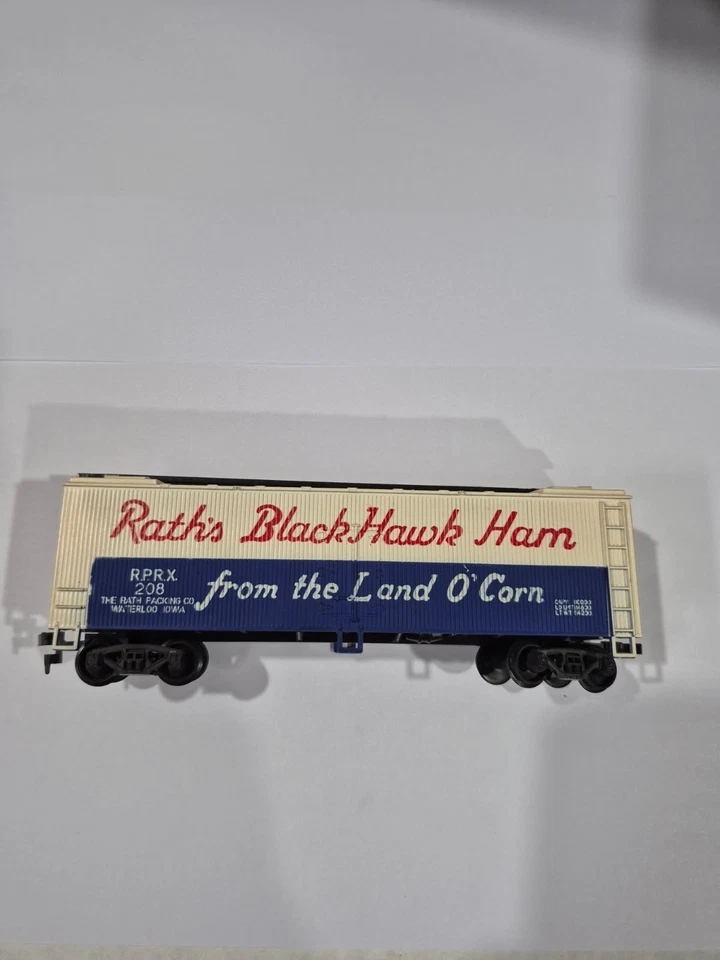 Rath's BlackHawk Ham
from the Land O'Corn
R.P.R.X.
208
THE RATH PACKING CO
WATERLOO IOWA